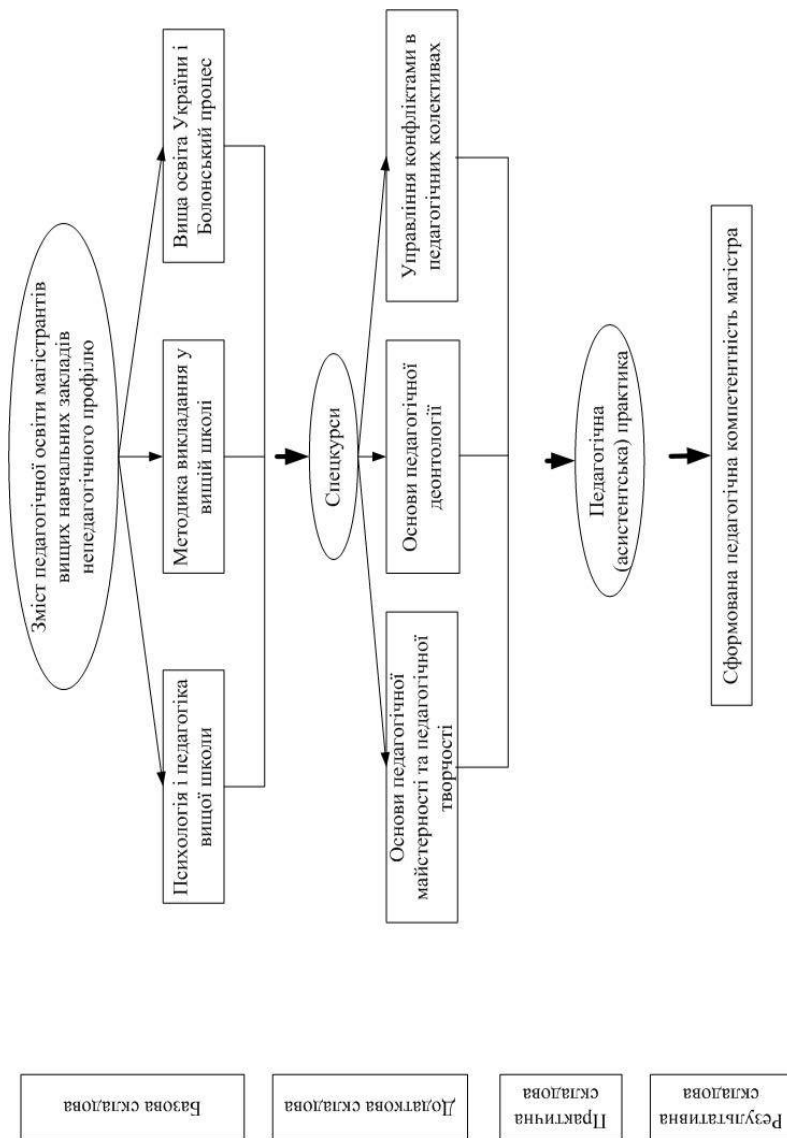 Зміст педагогічної освіти магістрантів
вищих навчальних закладів
непедагогічного профілю
Психологія і педагогіка
вищої школи
Методика викладання у
вищій школі
Вища освіта України і
Болонський процес
Спецкурси
Основи педагогічної
майстерності та педагогічної
творчості
Основи педагогічної
деонтології
Управління конфліктами в
педагогічних колективах
Педагогічна
(асистентська) практика
Сформована педагогічна компетентність магістра
Базова складова
Додаткова складова
Практична
складова
Результативна
складова